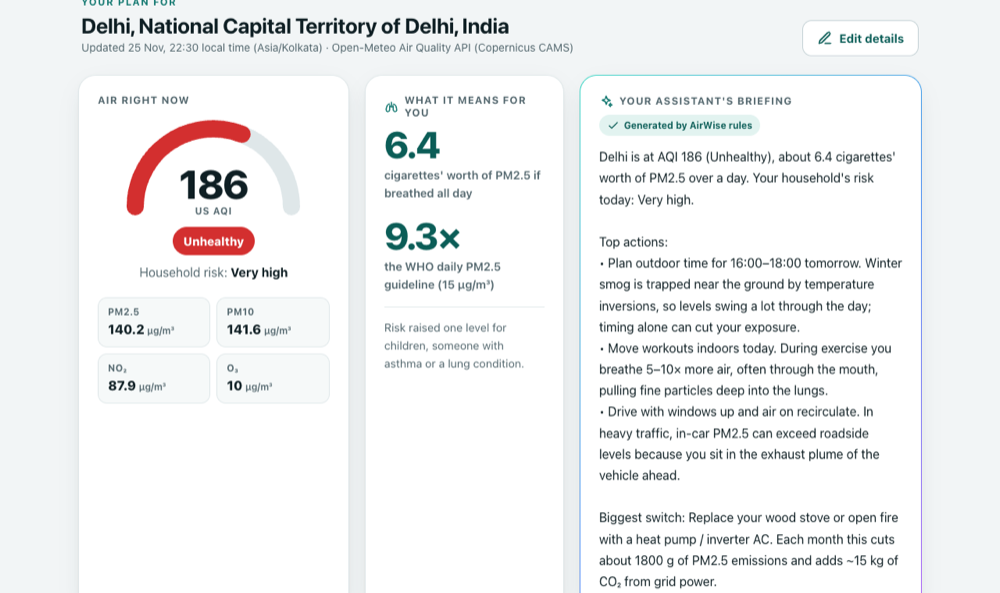 YOUR PLAN FOR
Delhi, National Capital Territory of Delhi, India
Updated 25 Nov, 22:30 local time (Asia/Kolkata) · Open-Meteo Air Quality API (Copernicus CAMS)
Edit details
AIR RIGHT NOW
186
US AQI
Unhealthy
Household risk: Very high
PM2.5
140.2 µg/m³
PM10
141.6 µg/m³
NO₂
87.9 µg/m³
O₃
10 µg/m³
WHAT IT MEANS FOR
YOU
6.4
cigarettes' worth of PM2.5 if
breathed all day
9.3×
the WHO daily PM2.5
guideline (15 µg/m³)
Risk raised one level for
children, someone with
asthma or a lung condition.
YOUR ASSISTANT'S BRIEFING
Generated by AirWise rules
Delhi is at AQI 186 (Unhealthy), about 6.4 cigarettes'
worth of PM2.5 over a day. Your household's risk
today: Very high.
Top actions:
• Plan outdoor time for 16:00–18:00 tomorrow. Winter
smog is trapped near the ground by temperature
inversions, so levels swing a lot through the day;
timing alone can cut your exposure.
• Move workouts indoors today. During exercise you
breathe 5–10× more air, often through the mouth,
pulling fine particles deep into the lungs.
• Drive with windows up and air on recirculate. In
heavy traffic, in-car PM2.5 can exceed roadside
levels because you sit in the exhaust plume of the
vehicle ahead.
Biggest switch: Replace your wood stove or open fire
with a heat pump / inverter AC. Each month this cuts
about 1800 g of PM2.5 emissions and adds ~15 kg of
CO₂ from grid power.